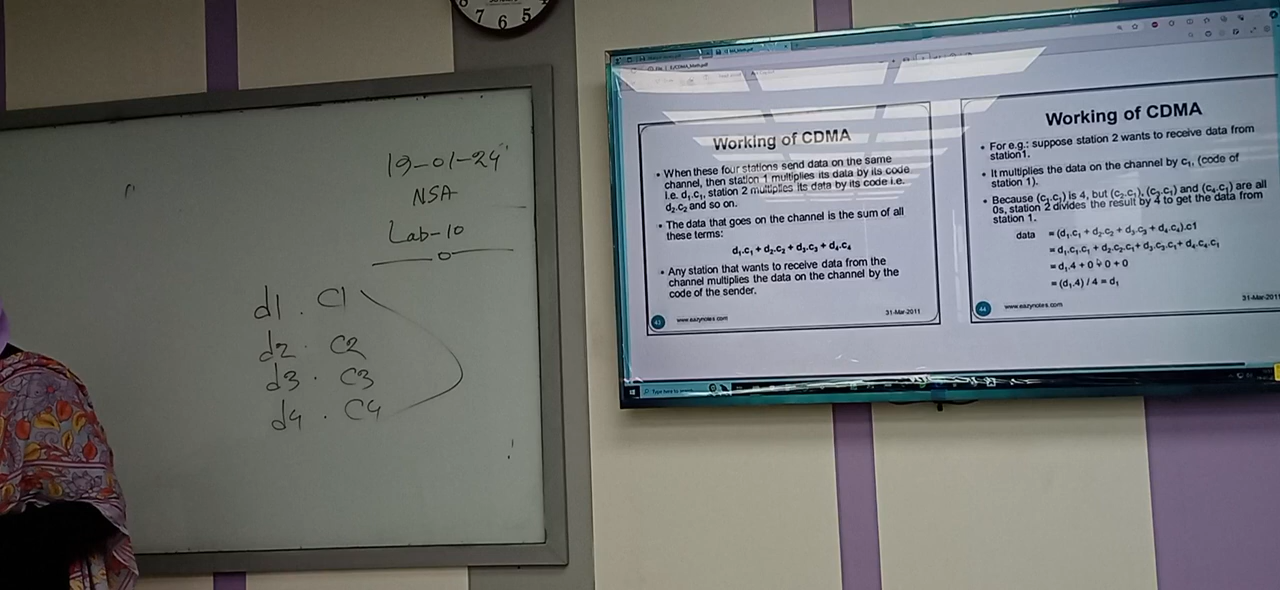 7 6 5
19-01-24
NSA
Lab-10
d1 . C1
d2 . C2
d3 . C3
d4 . C4
Working of CDMA
• When these four stations send data on the same
channel, then station 1 multiplies its data by its code
i.e. d₁.c₁, station 2 multiplies its data by its code i.e.
d₂.c₂ and so on.
• The data that goes on the channel is the sum of all
these terms:
d₁.c₁ + d₂.c₂ + d₃.c₃ + d₄.c₄
• Any station that wants to receive data from the
channel multiplies the data on the channel by the
code of the sender.
43 www.eazynotes.com 31-Mar-2011
Working of CDMA
• For e.g.: suppose station 2 wants to receive data from
station1.
• It multiplies the data on the channel by c₁, (code of
station 1).
• Because (c₁.c₁) is 4, but (c₂.c₁), (c₃.c₁) and (c₄.c₁) are all
0s, station 2 divides the result by 4 to get the data from
station 1.
data = (d₁.c₁ + d₂.c₂ + d₃.c₃ + d₄.c₄).c1
= d₁.c₁.c₁ + d₂.c₂.c₁ + d₃.c₃.c₁ + d₄.c₄.c₁
= d₁.4 + 0 + 0 + 0
= (d₁.4) / 4 = d₁
44 www.eazynotes.com 31-Mar-2011
Type here to search